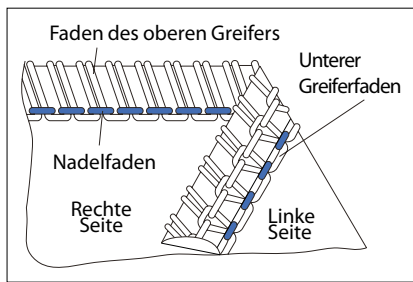 Faden des oberen Greifers
Unterer
Greiferfaden
Nadelfaden
Rechte
Seite
Linke
Seite